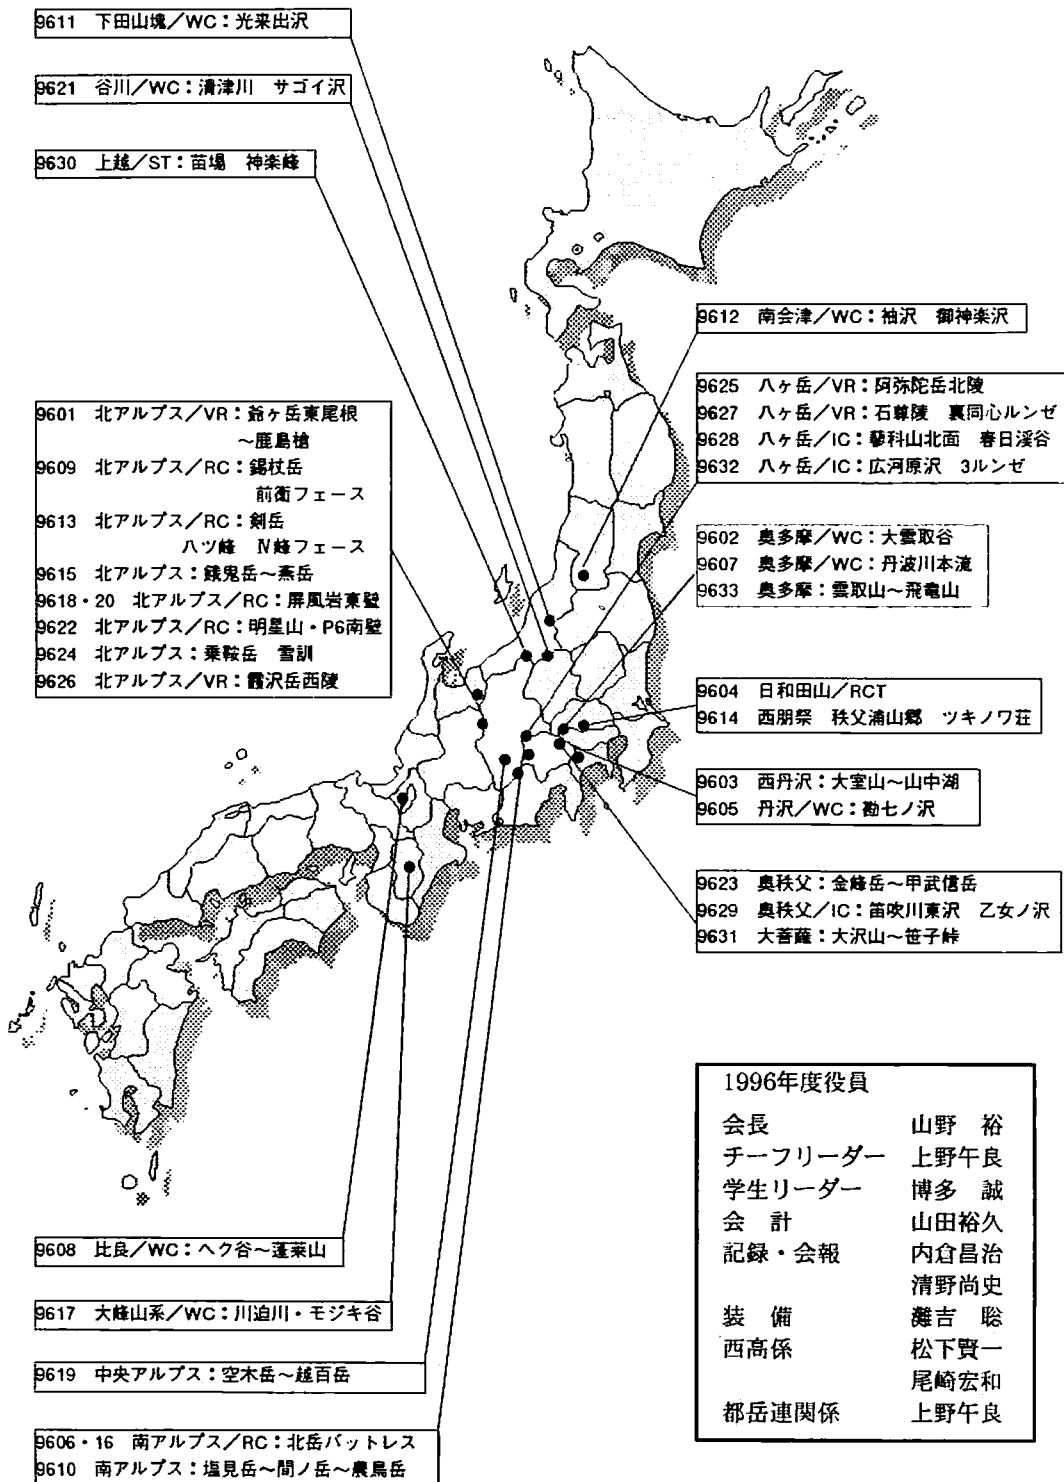 9611 下田山塊／WC：光来出沢
9621 谷川／WC：清津川 サゴイ沢
9630 上越／ST：苗場 神楽峰
9612 南会津／WC：袖沢 御神楽沢
9625 八ヶ岳／VR：阿弥陀岳北陵
9627 八ヶ岳／VR：石尊陵 裏同心ルンゼ
9628 八ヶ岳／IC：蓼科山北面 春日渓谷
9632 八ヶ岳／IC：広河原沢 3ルンゼ
9601 北アルプス／VR：爺ヶ岳東尾根
～鹿島槍
9609 北アルプス／RC：錫杖岳
前衛フェース
9613 北アルプス／RC：剣岳
八ツ峰 Ⅳ峰フェース
9615 北アルプス：餓鬼岳～燕岳
9618・20 北アルプス／RC：屏風岩東壁
9622 北アルプス／RC：明星山・P6南壁
9624 北アルプス：乗鞍岳 雪訓
9626 北アルプス／VR：霞沢岳西陵
9602 奥多摩／WC：大雲取谷
9607 奥多摩／WC：丹波川本流
9633 奥多摩：雲取山～飛竜山
9604 日和田山／RCT
9614 西朋祭 秩父浦山郷 ツキノワ荘
9603 西丹沢：大室山～山中湖
9605 丹沢／WC：勘七ノ沢
9623 奥秩父：金峰岳～甲武信岳
9629 奥秩父／IC：笛吹川東沢 乙女ノ沢
9631 大菩薩：大沢山～笹子峠
9608 比良／WC：ヘク谷～蓬莱山
9617 大峰山系／WC：川迫川・モジキ谷
9619 中央アルプス：空木岳～越百岳
9606・16 南アルプス／RC：北岳バットレス
9610 南アルプス：塩見岳～間ノ岳～農鳥岳
1996年度役員
会長 山野 裕
チーフリーダー 上野午良
学生リーダー 博多 誠
会 計 山田裕久
記録・会報 内倉昌治
清野尚史
装 備 灘吉 聡
西高係 松下賢一
尾崎宏和
都岳連関係 上野午良